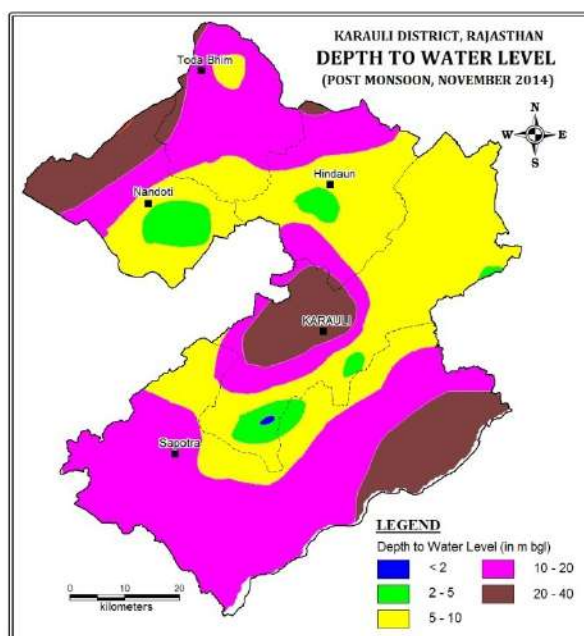 KARAULI DISTRICT, RAJASTHAN
DEPTH TO WATER LEVEL
(POST MONSOON, NOVEMBER 2014)
N
W E
S
Toda Bhim
Hindaun
Nandoti
KARAULI
Sapotra
LEGEND
Depth to Water Level (in m bgl)
< 2
2 - 5
5 - 10
10 - 20
20 - 40
10 0 10 20
kilometers